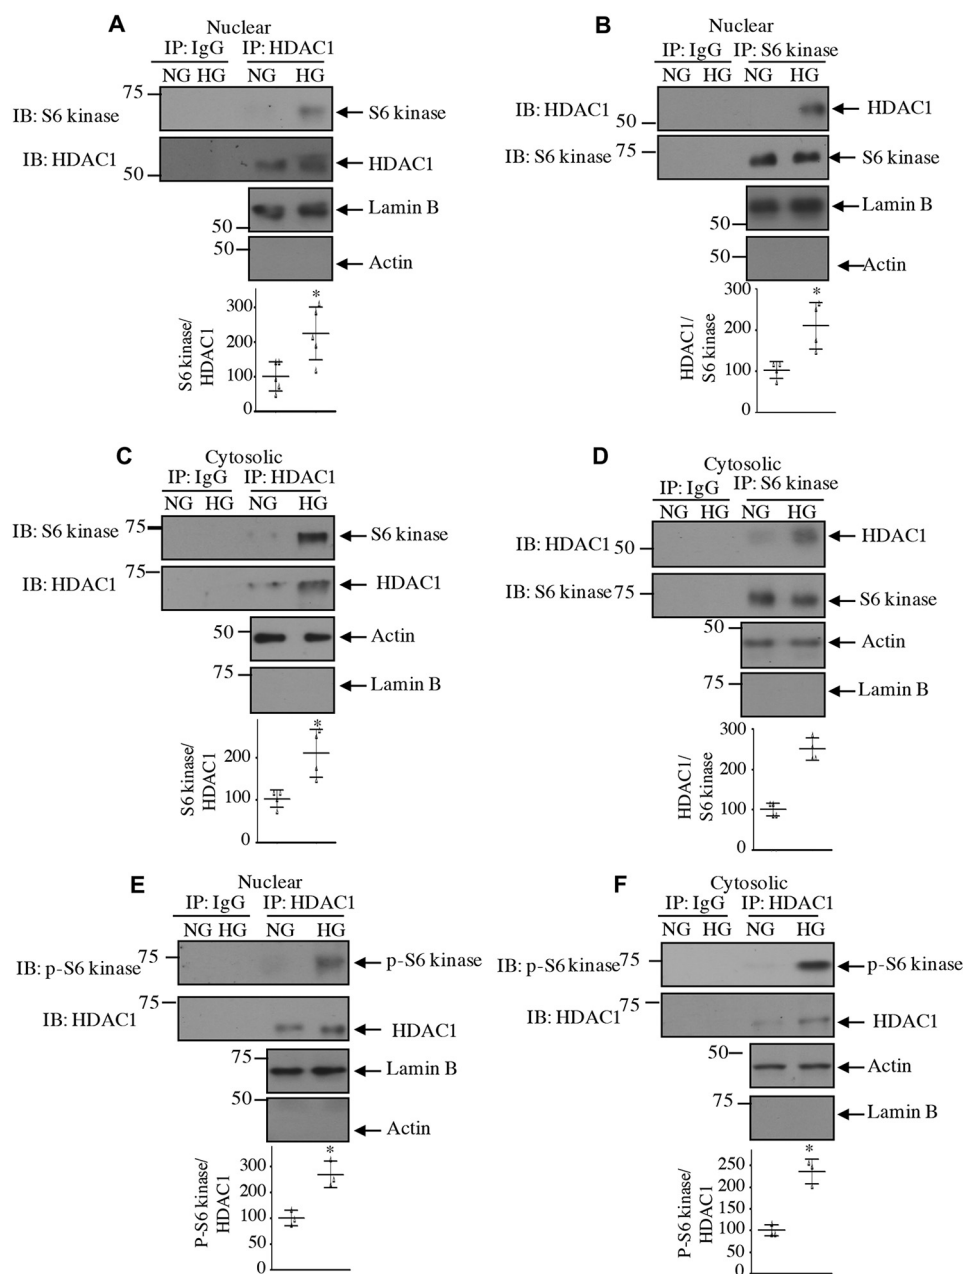 A
Nuclear
IP: IgG IP: HDAC1
NG HG NG HG
75
IB: S6 kinase
S6 kinase
IB: HDAC1
HDAC1
50
Lamin B
50
50
Actin
*
300
200
100
0
S6 kinase/
HDAC1
B
Nuclear
IP: IgG IP: S6 kinase
NG HG NG HG
IB: HDAC1
HDAC1
50
IB: S6 kinase
75
S6 kinase
Lamin B
50
50
Actin
*
300
200
100
0
HDAC1/
S6 kinase
C
Cytosolic
IP: IgG IP: HDAC1
NG HG NG HG
75
IB: S6 kinase
S6 kinase
75
IB: HDAC1
HDAC1
50
Actin
75
Lamin B
*
200
100
0
S6 kinase/
HDAC1
D
Cytosolic
IP: IgG IP: S6 kinase
NG HG NG HG
IB: HDAC1
HDAC1
50
IB: S6 kinase
75
S6 kinase
50
Actin
75
Lamin B
300
200
100
0
HDAC1/
S6 kinase
E
Nuclear
IP: IgG IP: HDAC1
NG HG NG HG
75
IB: p-S6 kinase
p-S6 kinase
75
IB: HDAC1
HDAC1
75
Lamin B
50
Actin
*
300
200
100
50
0
P-S6 kinase/
HDAC1
F
Cytosolic
IP: IgG IP: HDAC1
NG HG NG HG
IB: p-S6 kinase
75
p-S6 kinase
75
IB: HDAC1
HDAC1
50
Actin
75
Lamin B
*
250
200
150
100
50
0
P-S6 kinase/
HDAC1